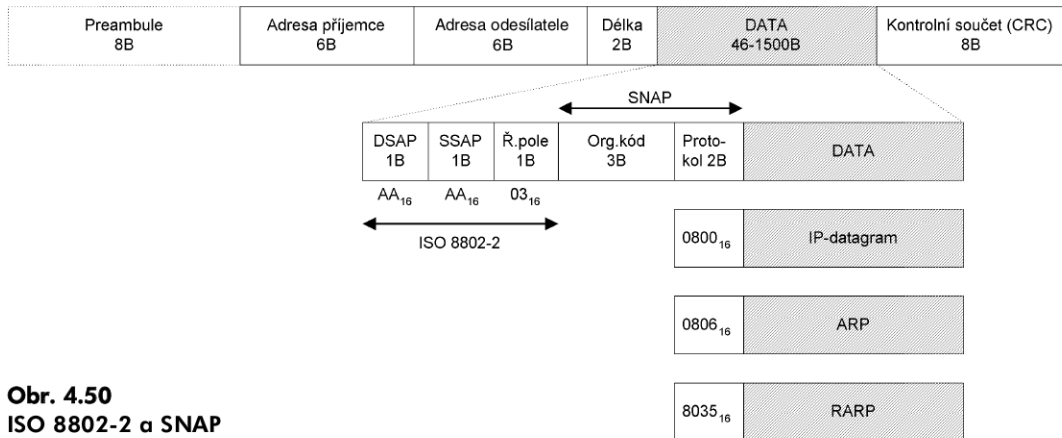 Preambule
8B
Adresa příjemce
6B
Adresa odesílatele
6B
Délka
2B
DATA
46-1500B
Kontrolní součet (CRC)
8B
SNAP
DSAP
1B
SSAP
1B
Ř.pole
1B
Org.kód
3B
Proto-
kol 2B
DATA
AA₁₆
AA₁₆
03₁₆
ISO 8802-2
0800₁₆
IP-datagram
0806₁₆
ARP
8035₁₆
RARP
Obr. 4.50
ISO 8802-2 a SNAP